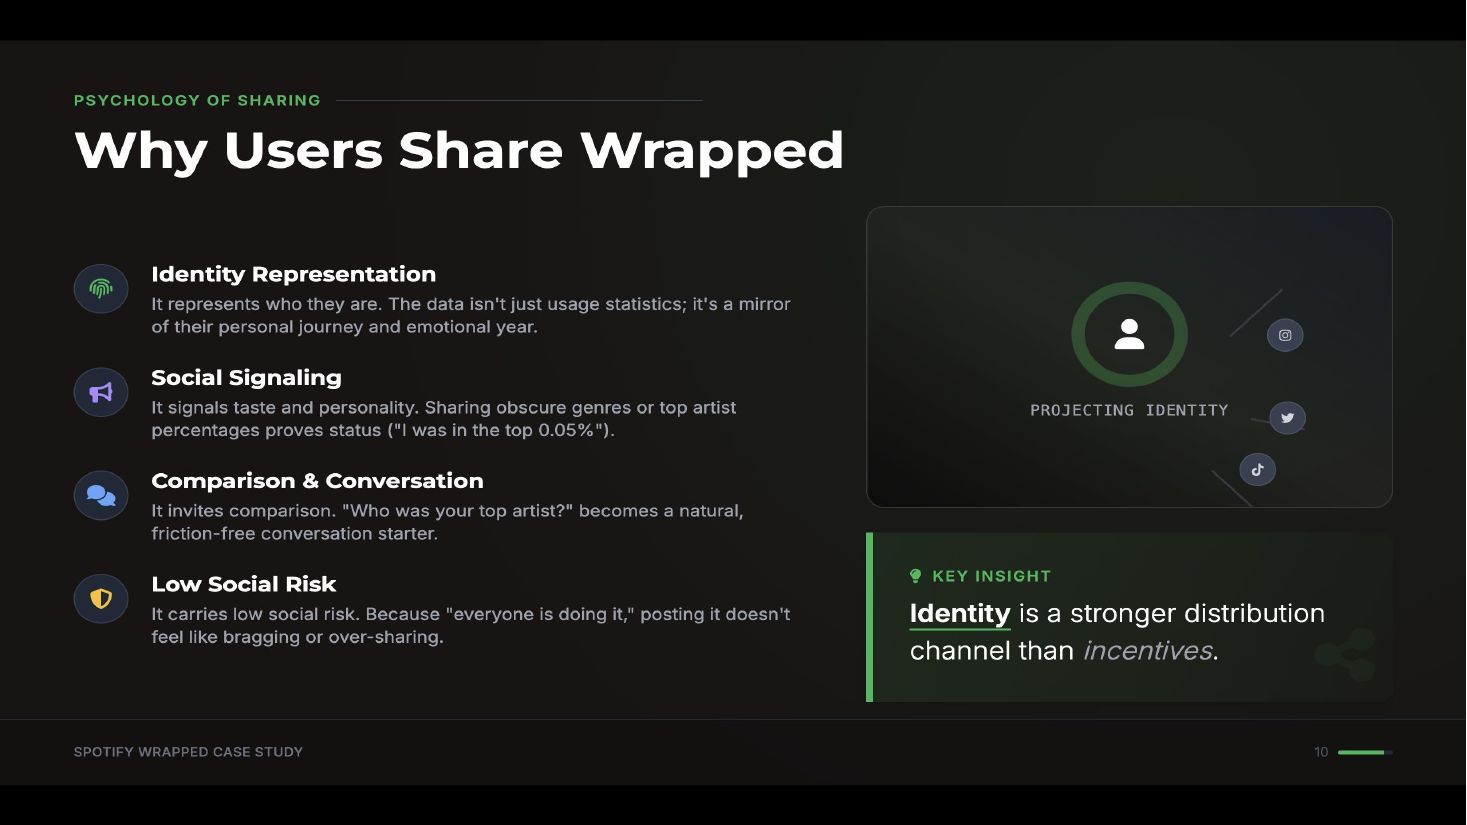 PSYCHOLOGY OF SHARING
Why Users Share Wrapped
Identity Representation
It represents who they are. The data isn't just usage statistics; it's a mirror
of their personal journey and emotional year.
Social Signaling
It signals taste and personality. Sharing obscure genres or top artist
percentages proves status ("I was in the top 0.05%").
Comparison & Conversation
It invites comparison. "Who was your top artist?" becomes a natural,
friction-free conversation starter.
Low Social Risk
It carries low social risk. Because "everyone is doing it," posting it doesn't
feel like bragging or over-sharing.
PROJECTING IDENTITY
KEY INSIGHT
Identity is a stronger distribution
channel than incentives.
SPOTIFY WRAPPED CASE STUDY
10